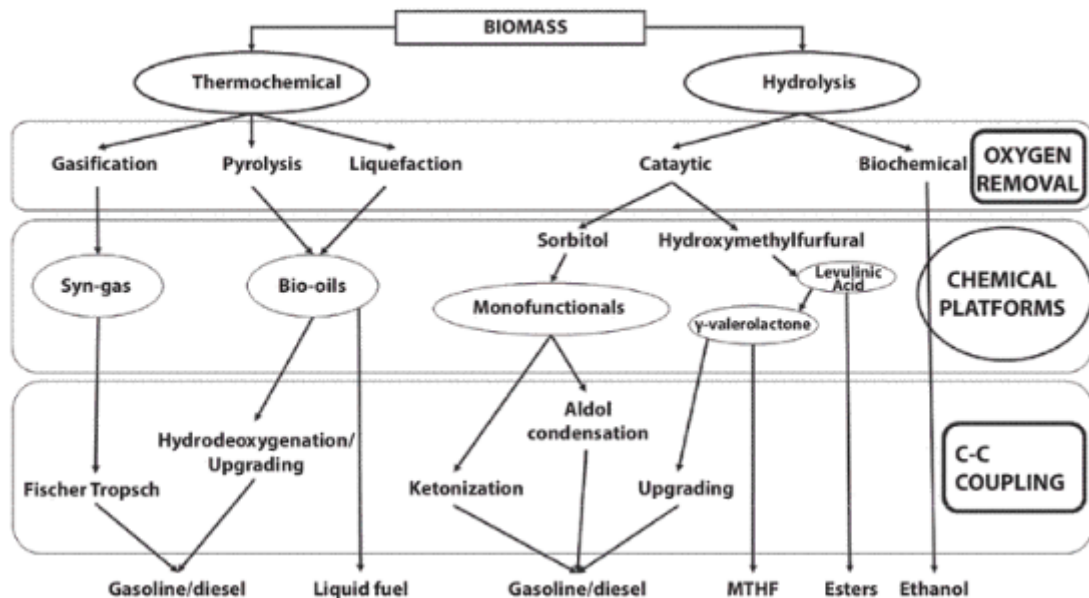 BIOMASS
Thermochemical
Hydrolysis
Gasification
Pyrolysis
Liquefaction
Cataytic
Biochemical
OXYGEN
REMOVAL
Sorbitol
Hydroxymethylfurfural
Syn-gas
Bio-oils
Monofunctionals
Levulinic
Acid
γ-valerolactone
CHEMICAL
PLATFORMS
Hydrodeoxygenation/
Upgrading
Aldol
condensation
Fischer Tropsch
Ketonization
Upgrading
C-C
COUPLING
Gasoline/diesel
Liquid fuel
Gasoline/diesel
MTHF
Esters
Ethanol